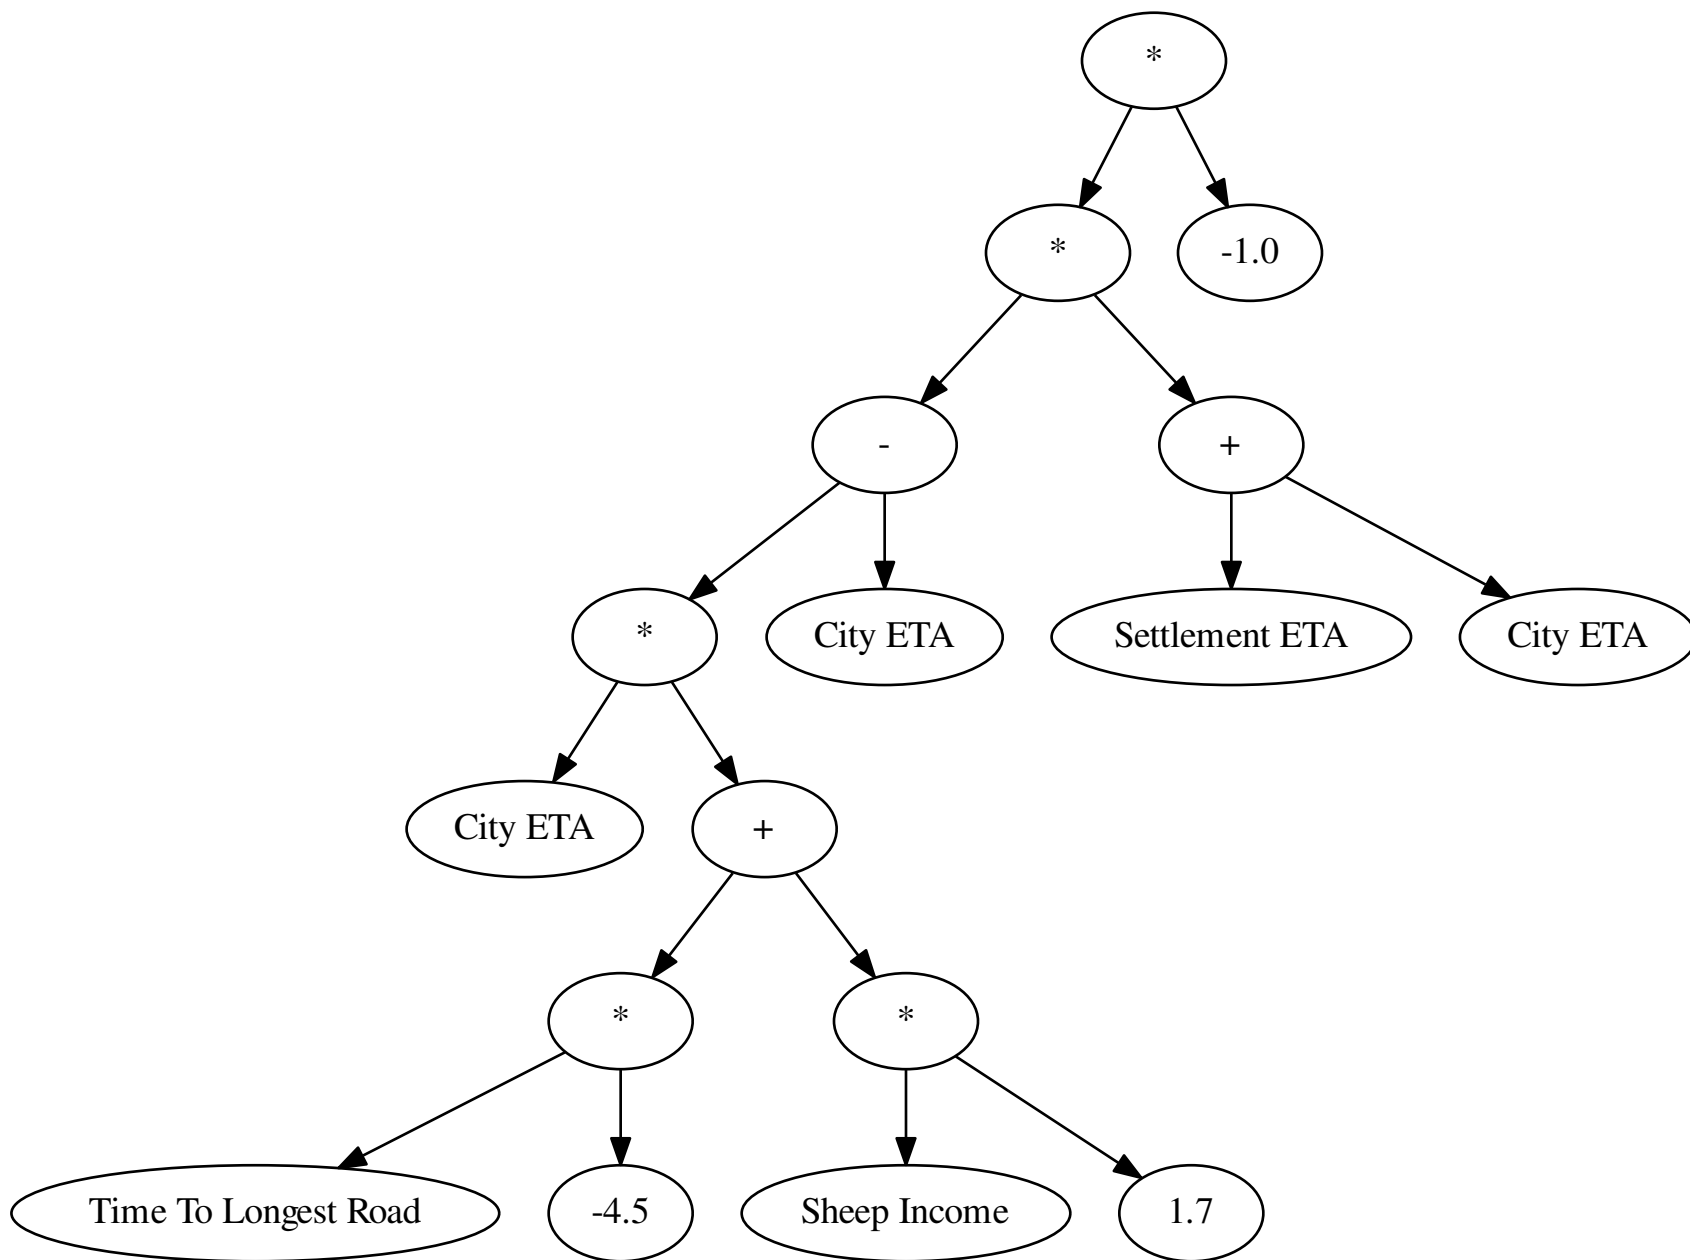 *
*
-1.0
-
+
*
City ETA
Settlement ETA
City ETA
City ETA
+
*
*
Time To Longest Road
-4.5
Sheep Income
1.7